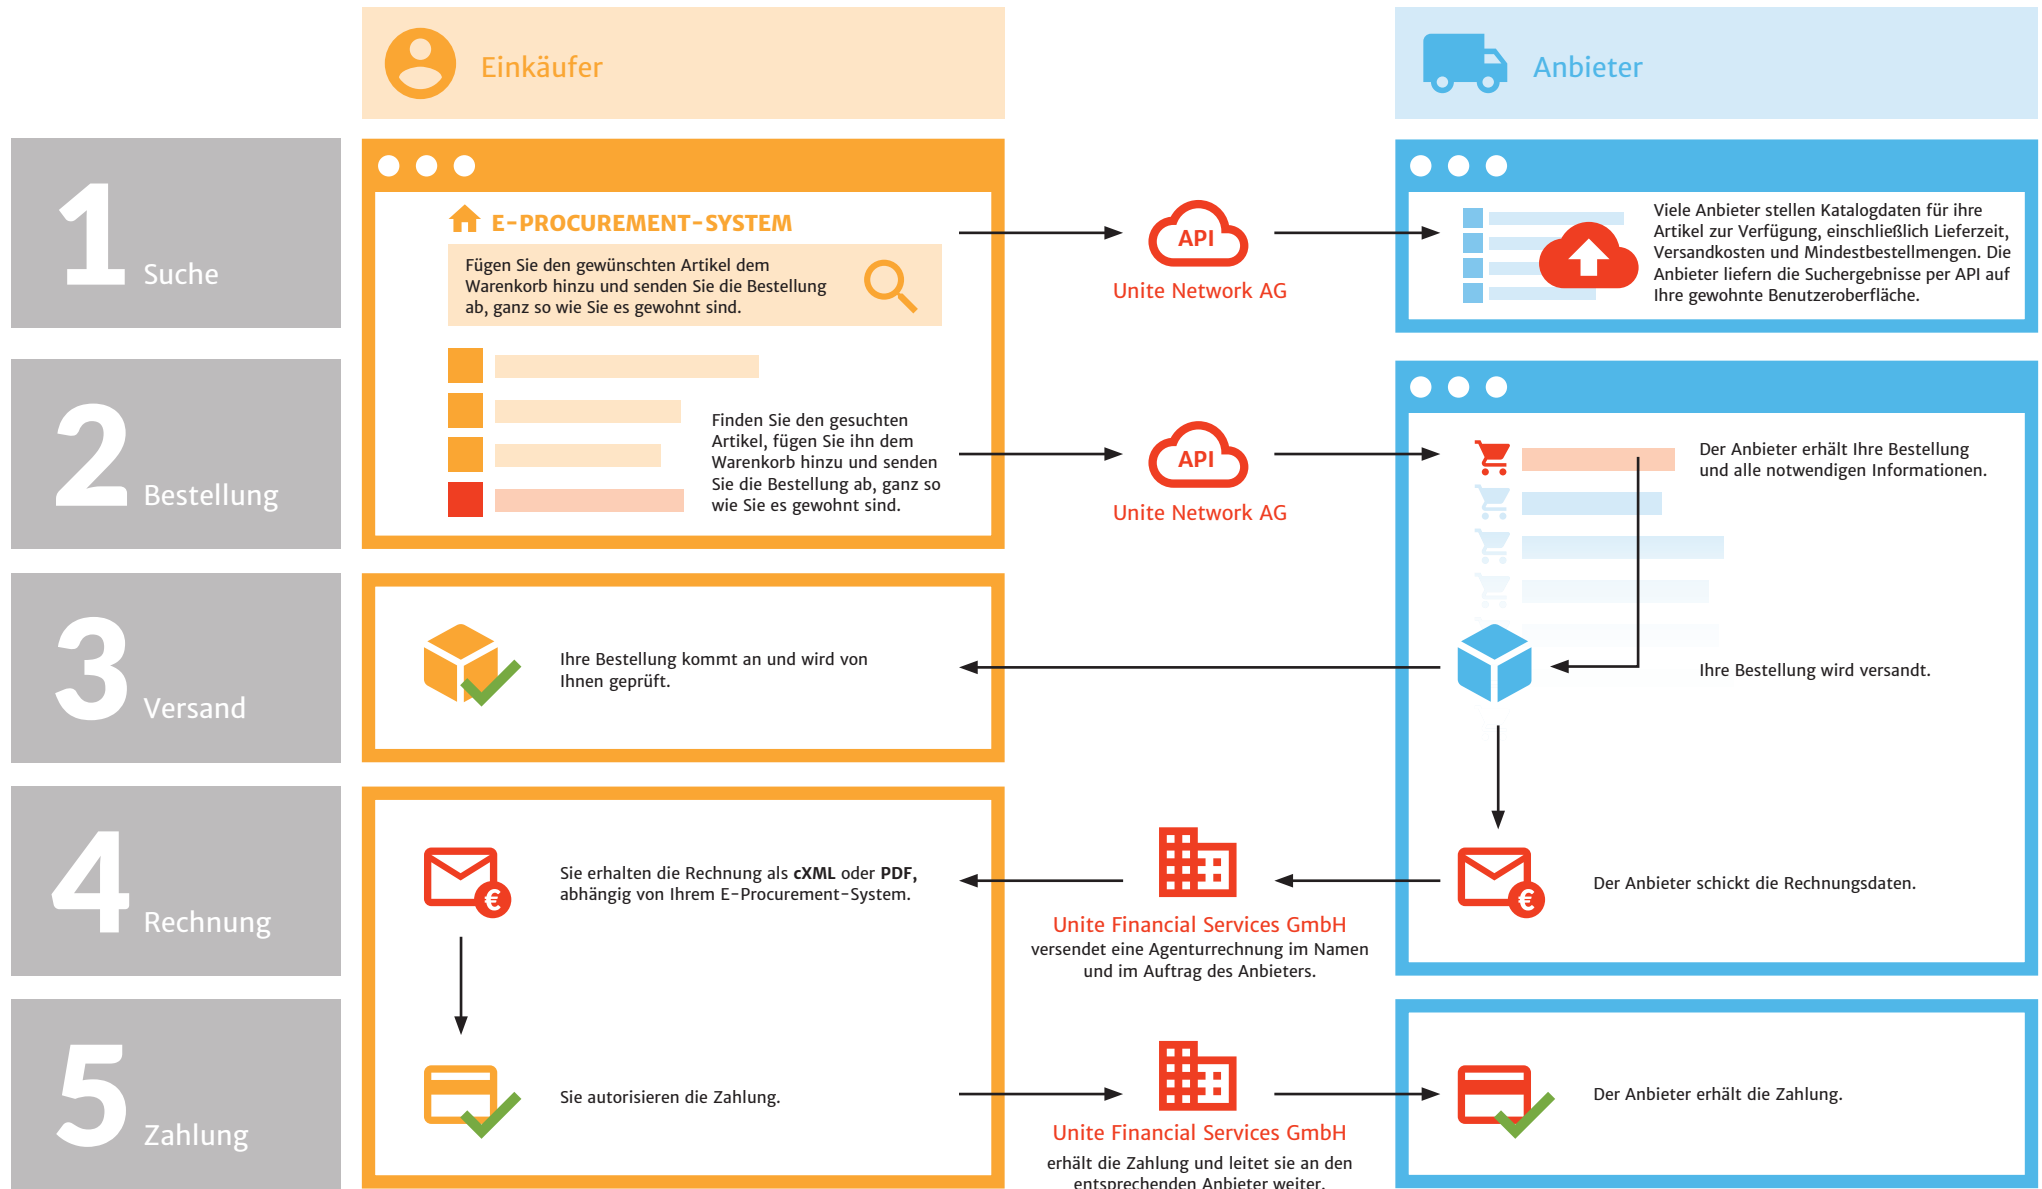 Einkäufer
Anbieter
1 Suche
E-PROCUREMENT-SYSTEM
Fügen Sie den gewünschten Artikel dem
Warenkorb hinzu und senden Sie die Bestellung
ab, ganz so wie Sie es gewohnt sind.
API
Unite Network AG
Viele Anbieter stellen Katalogdaten für ihre
Artikel zur Verfügung, einschließlich Lieferzeit,
Versandkosten und Mindestbestellmengen. Die
Anbieter liefern die Suchergebnisse per API auf
Ihre gewohnte Benutzeroberfläche.
2 Bestellung
Finden Sie den gesuchten
Artikel, fügen Sie ihn dem
Warenkorb hinzu und senden
Sie die Bestellung ab, ganz so
wie Sie es gewohnt sind.
API
Unite Network AG
Der Anbieter erhält Ihre Bestellung
und alle notwendigen Informationen.
3 Versand
Ihre Bestellung kommt an und wird von
Ihnen geprüft.
Ihre Bestellung wird versandt.
4 Rechnung
€
Sie erhalten die Rechnung als cXML oder PDF,
abhängig von Ihrem E-Procurement-System.
Unite Financial Services GmbH
versendet eine Agenturrechnung im Namen
und im Auftrag des Anbieters.
€
Der Anbieter schickt die Rechnungsdaten.
5 Zahlung
Sie autorisieren die Zahlung.
Unite Financial Services GmbH
erhält die Zahlung und leitet sie an den
entsprechenden Anbieter weiter.
Der Anbieter erhält die Zahlung.